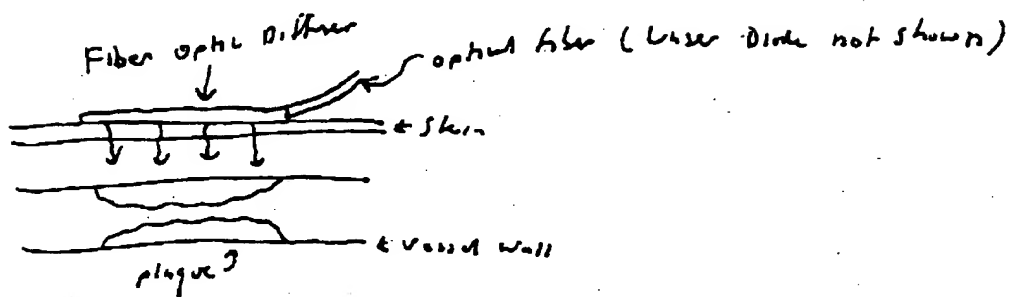 Fiber optic Diffuser
optical fiber (Laser Diode not shown)
skin
vessel wall
plaque